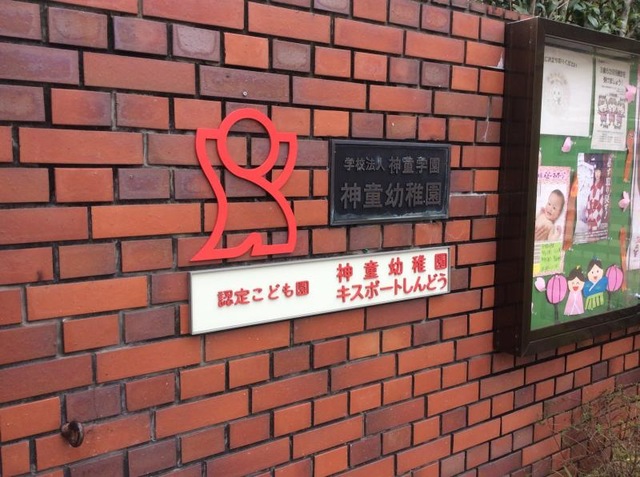 学校法人 神童学園
神童幼稚園
認定こども園
神童幼稚園
キスポートしんどう